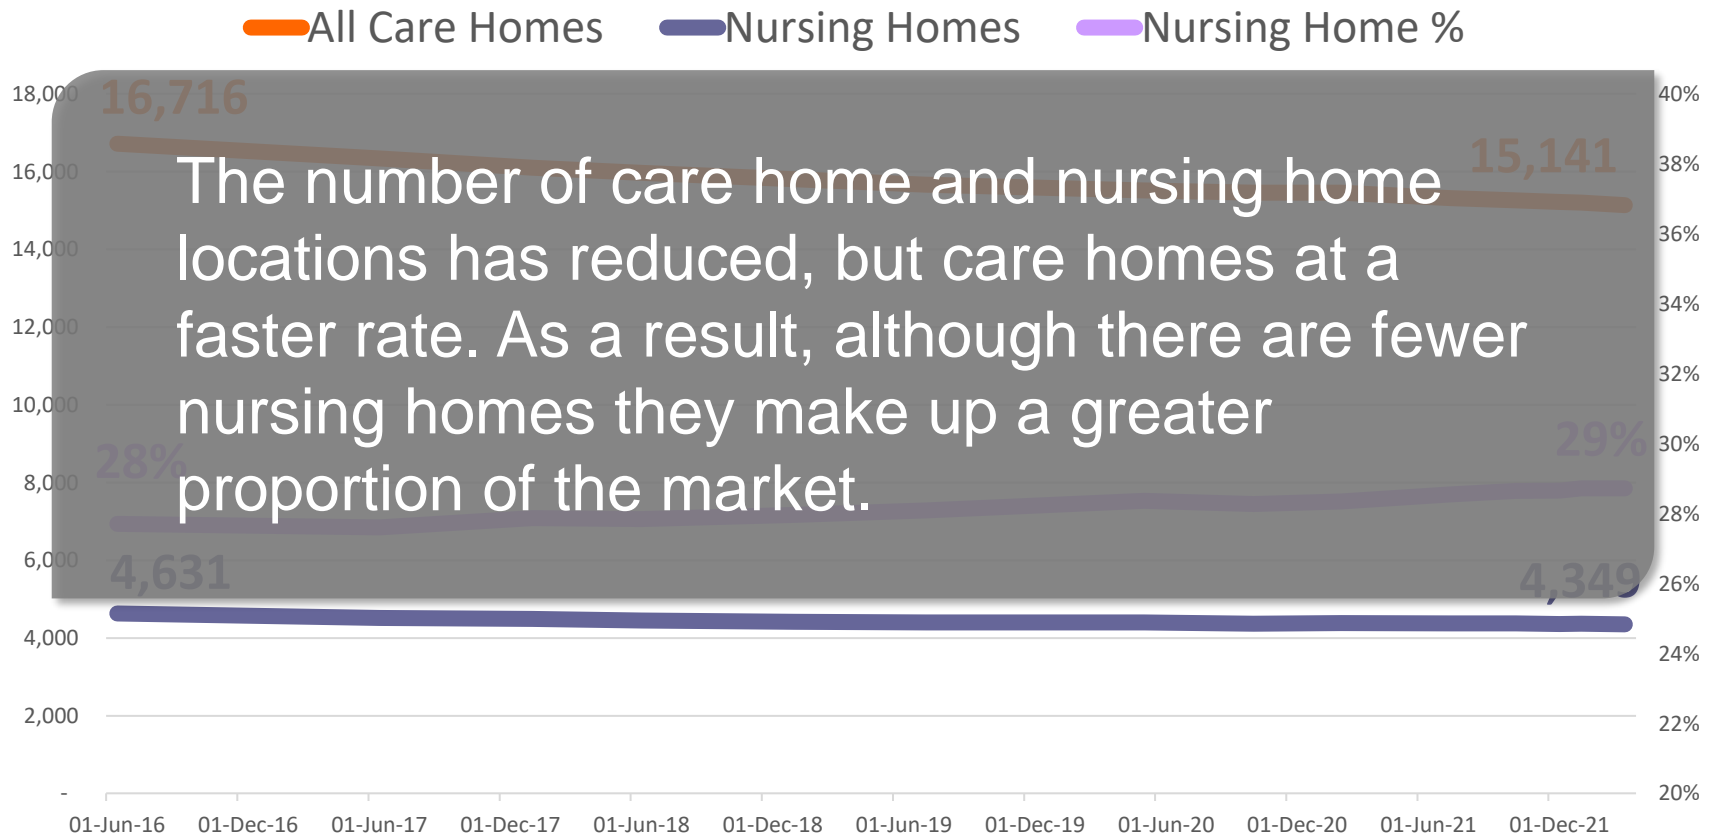 All Care Homes Nursing Homes Nursing Home %
18,000 16,716 40%
15,141 38%
16,000
The number of care home and nursing home
36%
14,000
locations has reduced, but care homes at a
34%
12,000
faster rate. As a result, although there are fewer
32%
10,000
nursing homes they make up a greater
30%
28% 29%
8,000
proportion of the market.
28%
6,000
4,631 4,349
26%
4,000
24%
2,000
22%
- 20%
01-Jun-16 01-Dec-16 01-Jun-17 01-Dec-17 01-Jun-18 01-Dec-18 01-Jun-19 01-Dec-19 01-Jun-20 01-Dec-20 01-Jun-21 01-Dec-21